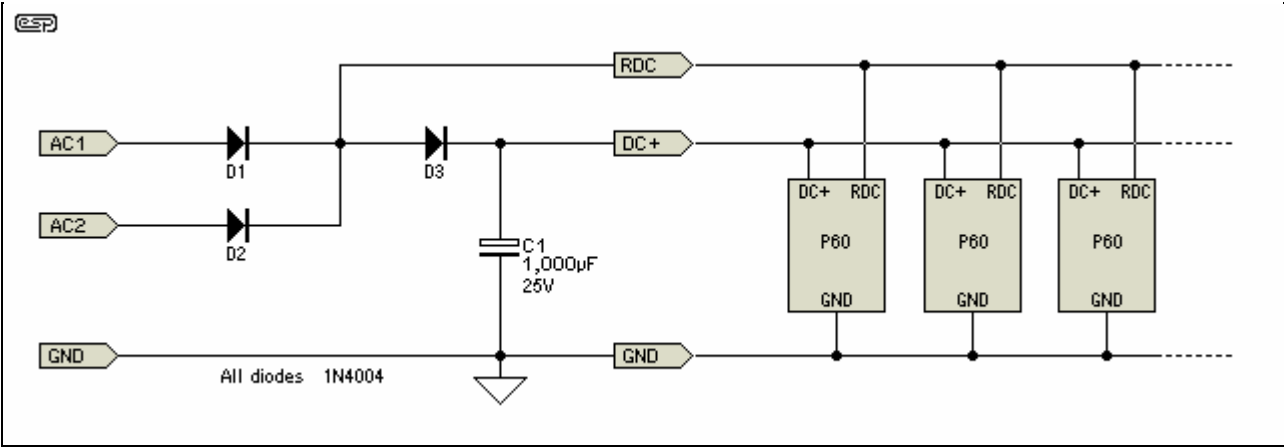 esp
RDC
AC1
D1
D3
DC+
AC2
D2
C1
1,000µF
25V
GND
All diodes 1N4004
GND
DC+ RDC
P60
GND
DC+ RDC
P60
GND
DC+ RDC
P60
GND